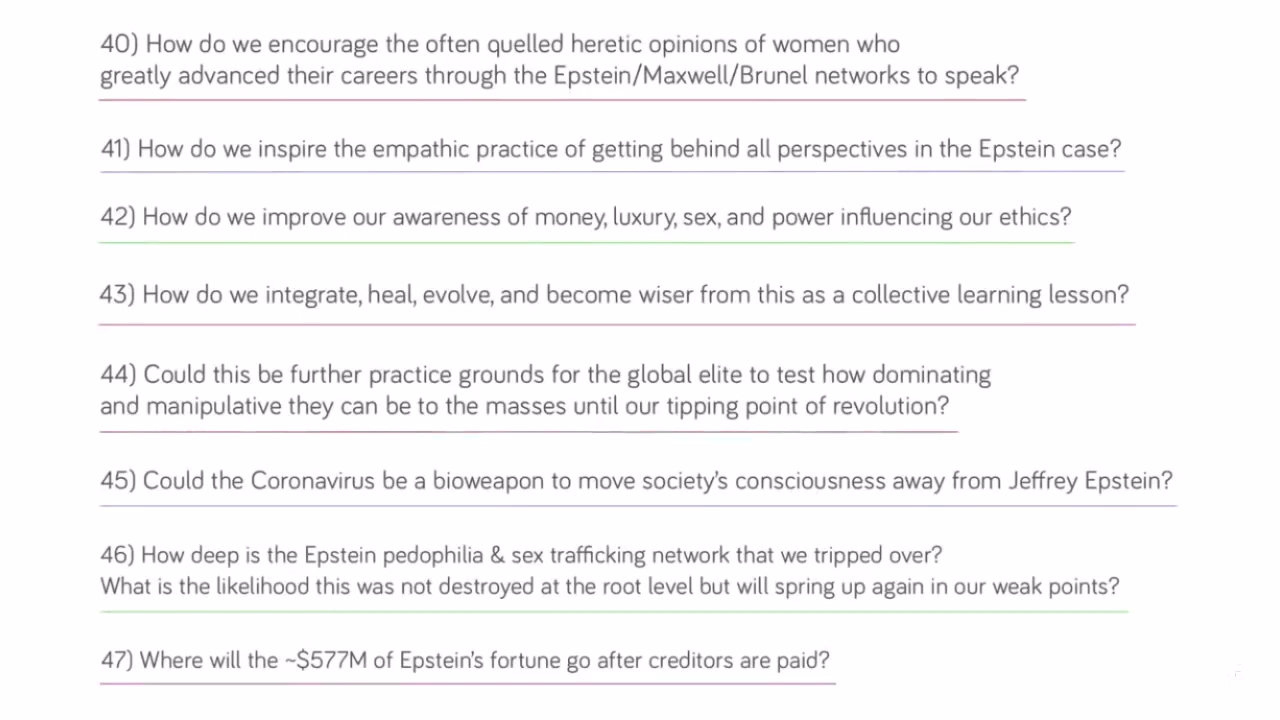 40) How do we encourage the often quelled heretic opinions of women who
greatly advanced their careers through the Epstein/Maxwell/Brunel networks to speak?
41) How do we inspire the empathic practice of getting behind all perspectives in the Epstein case?
42) How do we improve our awareness of money, luxury, sex, and power influencing our ethics?
43) How do we integrate, heal, evolve, and become wiser from this as a collective learning lesson?
44) Could this be further practice grounds for the global elite to test how dominating
and manipulative they can be to the masses until our tipping point of revolution?
45) Could the Coronavirus be a bioweapon to move society's consciousness away from Jeffrey Epstein?
46) How deep is the Epstein pedophilia & sex trafficking network that we tripped over?
What is the likelihood this was not destroyed at the root level but will spring up again in our weak points?
47) Where will the ~$577M of Epstein's fortune go after creditors are paid?